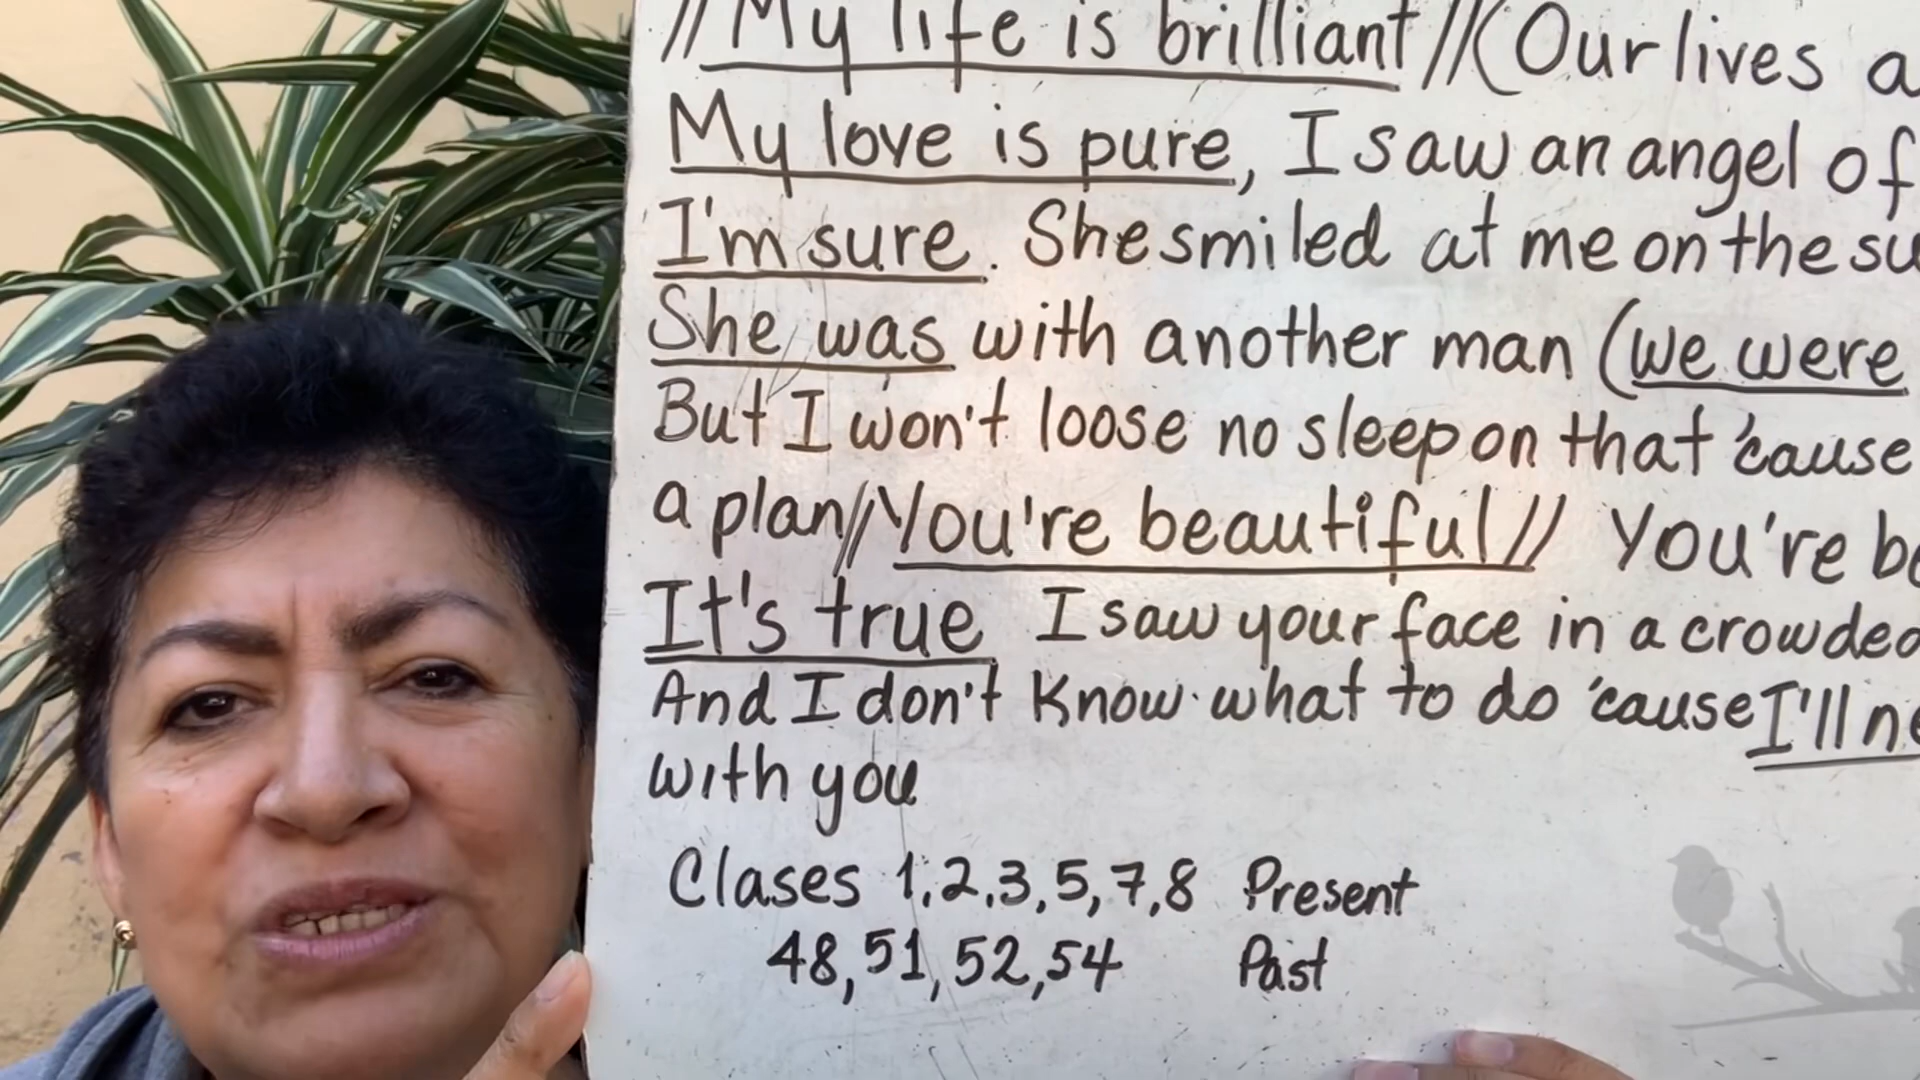 //My life is brilliant//(Our lives a
My love is pure, I saw an angel of
I'm sure. She smiled at me on the su
She was with another man (we were
But I won't loose no sleep on that 'cause
a plan//You're beautiful// You're be
It's true I saw your face in a crowded
And I don't know what to do 'cause I'll ne
with you
Clases 1,2,3,5,7,8 Present
48,51,52,54 Past